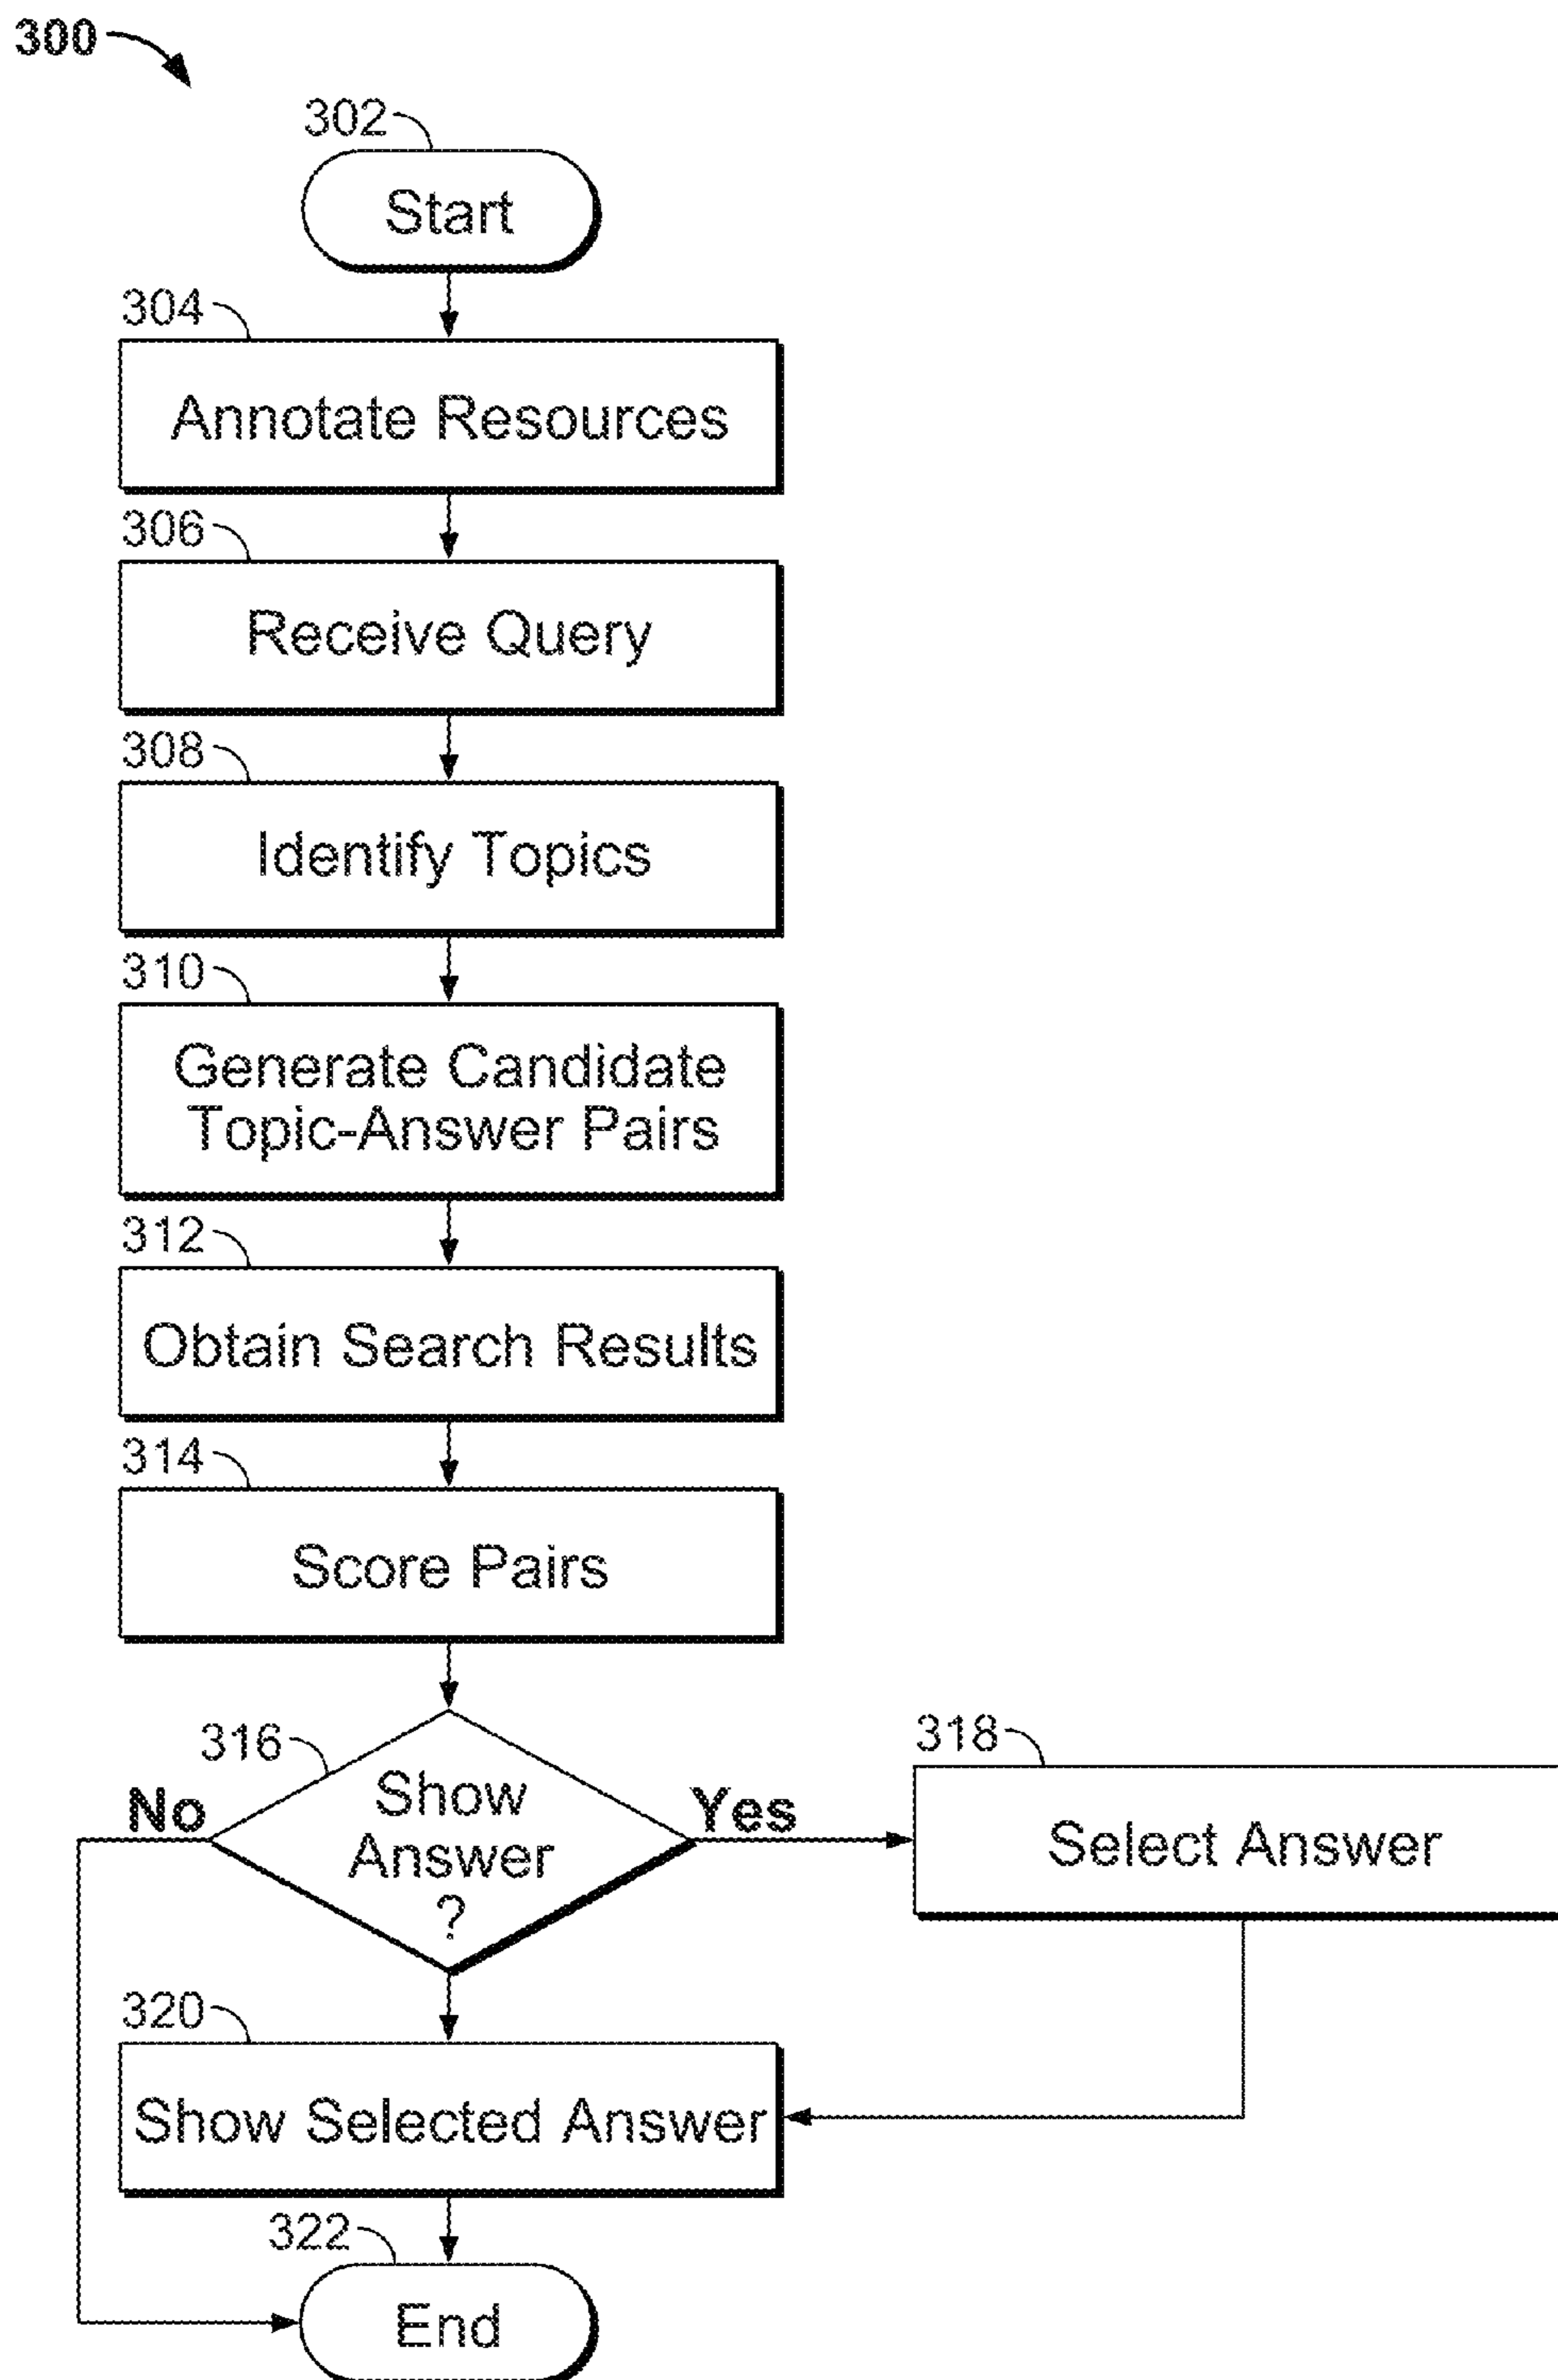 300
302
Start
304
Annotate Resources
306
Receive Query
308
Identify Topics
310
Generate Candidate
Topic-Answer Pairs
312
Obtain Search Results
314
Score Pairs
316
Show
Answer
?
No
Yes
318
Select Answer
320
Show Selected Answer
322
End